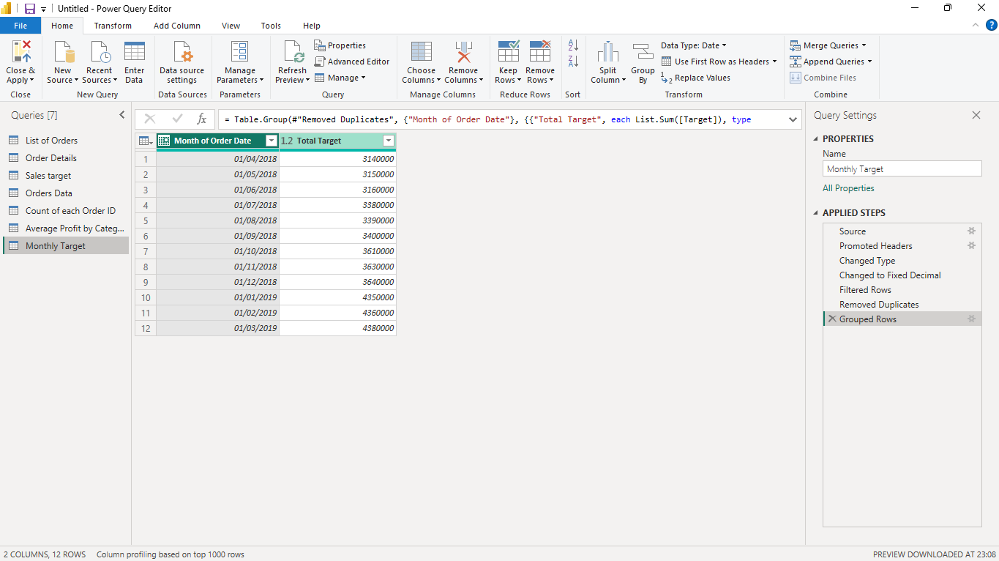 Untitled - Power Query Editor
File Home Transform Add Column View Tools Help
Close & Apply
Close
New Source
Recent Sources
Enter Data
New Query
Data source settings
Data Sources
Manage Parameters
Parameters
Refresh Preview
Properties
Advanced Editor
Manage
Query
Choose Columns
Remove Columns
Manage Columns
Keep Rows
Remove Rows
Reduce Rows
Sort
Split Column
Group By
Data Type: Date
Use First Row as Headers
Replace Values
Transform
Merge Queries
Append Queries
Combine Files
Combine
Queries [7]
List of Orders
Order Details
Sales target
Orders Data
Count of each Order ID
Average Profit by Categ...
Monthly Target
fx = Table.Group(#"Removed Duplicates", {"Month of Order Date"}, {{"Total Target", each List.Sum([Target]), type
Month of Order Date 1.2 Total Target
1 01/04/2018 3140000
2 01/05/2018 3150000
3 01/06/2018 3160000
4 01/07/2018 3380000
5 01/08/2018 3390000
6 01/09/2018 3400000
7 01/10/2018 3610000
8 01/11/2018 3630000
9 01/12/2018 3640000
10 01/01/2019 4350000
11 01/02/2019 4360000
12 01/03/2019 4380000
Query Settings
PROPERTIES
Name
Monthly Target
All Properties
APPLIED STEPS
Source
Promoted Headers
Changed Type
Changed to Fixed Decimal
Filtered Rows
Removed Duplicates
Grouped Rows
2 COLUMNS, 12 ROWS Column profiling based on top 1000 rows
PREVIEW DOWNLOADED AT 23:08